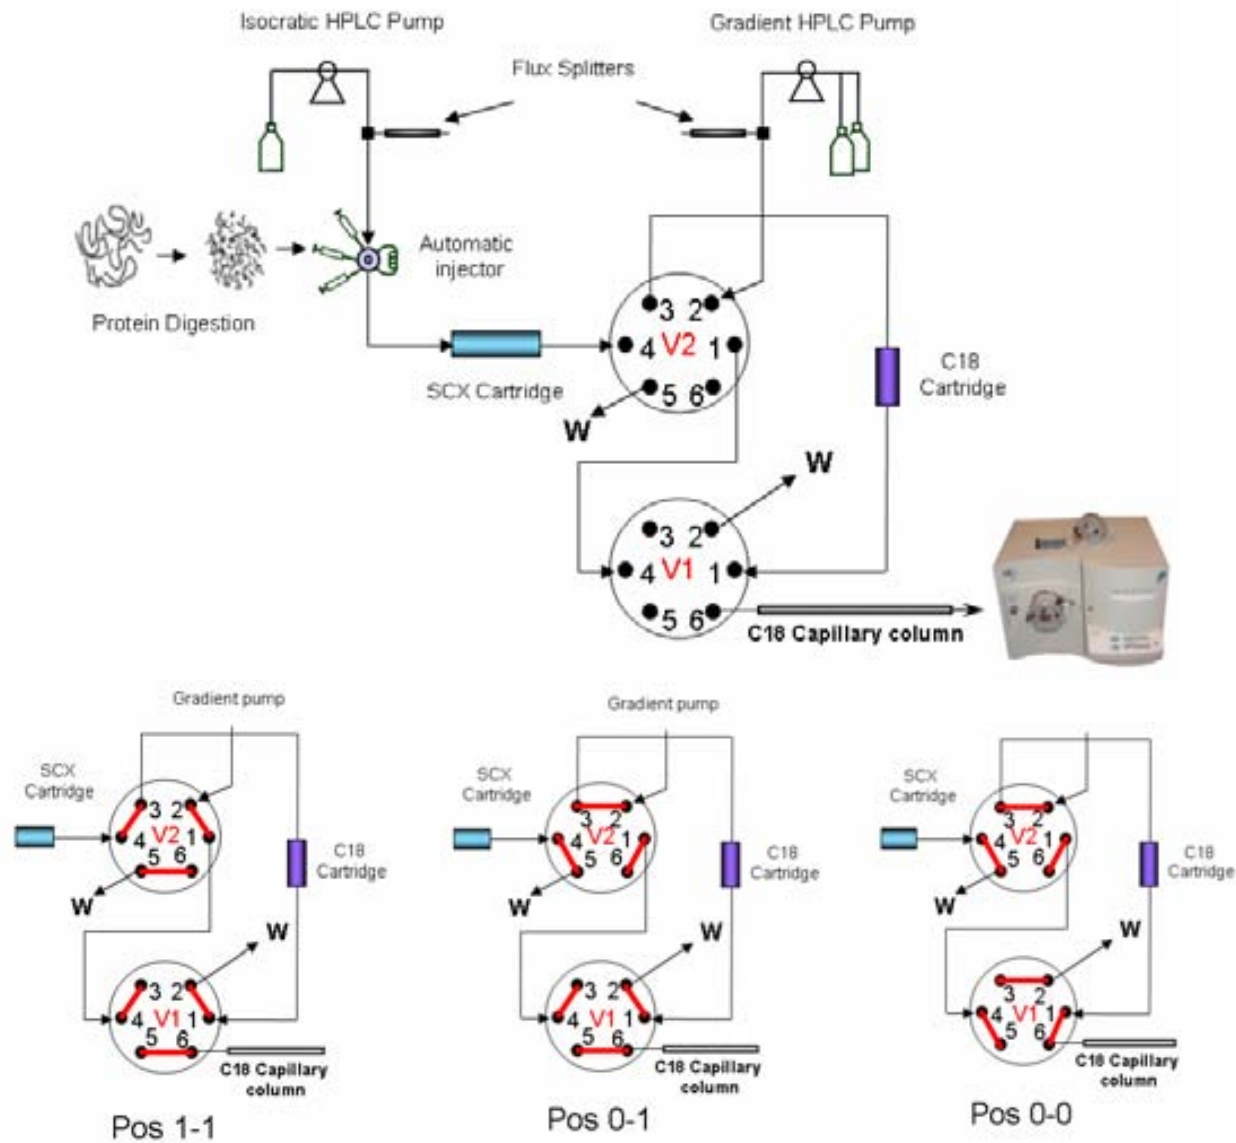 Isocratic HPLC Pump
Gradient HPLC Pump
Flux Splitters
Automatic
injector
Protein Digestion
3 2
4 V2 1
5 6
SCX Cartridge
C18
Cartridge
W
W
3 2
4 V1 1
5 6
C18 Capillary column
Gradient pump
SCX
Cartridge
3 2
4 V2 1
5 6
C18
Cartridge
W
W
3 2
4 V1 1
5 6
C18 Capillary
column
Pos 1-1
Gradient pump
SCX
Cartridge
3 2
4 V2 1
5 6
C18
Cartridge
W
W
3 2
4 V1 1
5 6
C18 Capillary
column
Pos 0-1
SCX
Cartridge
3 2
4 V2 1
5 6
C18
Cartridge
W
W
3 2
4 V1 1
5 6
C18 Capillary
column
Pos 0-0